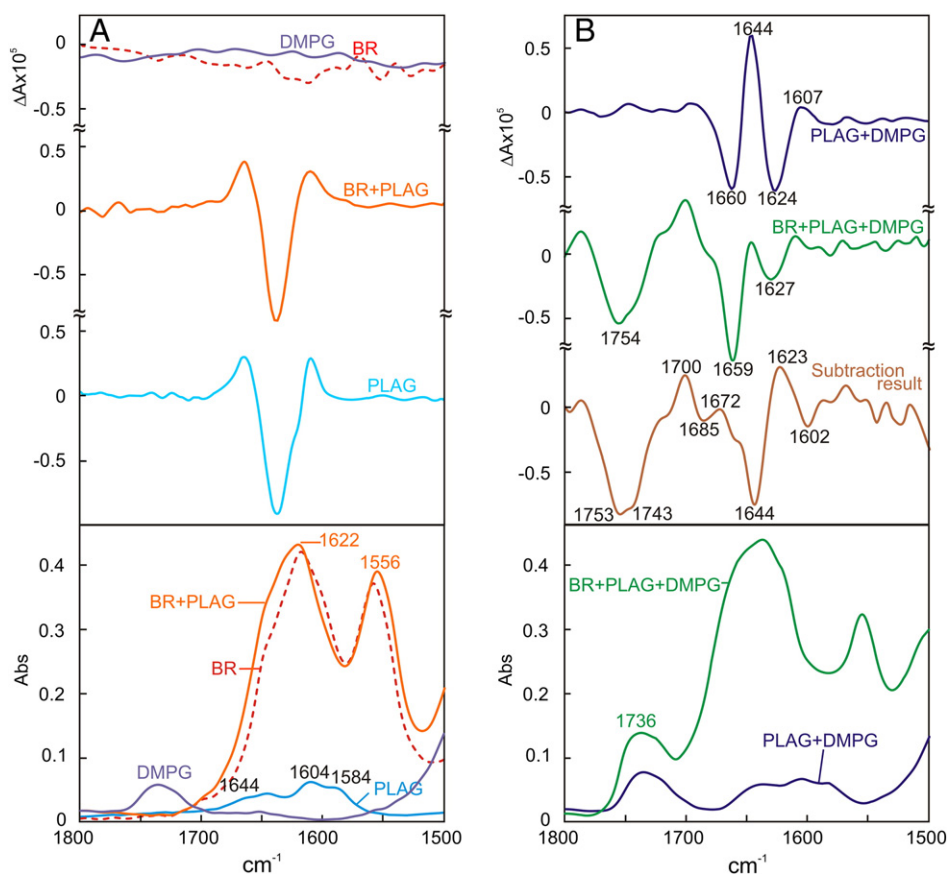 A
DMPG
BR
0
-0.5
ΔAx10⁵
≈
≈
0.5
0
-0.5
BR+PLAG
≈
≈
0.5
0
-0.5
PLAG
0.4
0.3
0.2
0.1
0
Abs
1622
1556
BR+PLAG
BR
DMPG
1644
1604
1584
PLAG
1800
1700
1600
1500
cm⁻¹
B
1644
0.5
0
-0.5
ΔAx10⁵
1607
PLAG+DMPG
1660
1624
≈
≈
BR+PLAG+DMPG
0
-0.5
1627
1754
1659
≈
≈
0.5
0
-0.5
1700
1672
1623
Subtraction
result
1685
1602
1753
1743
1644
0.4
0.3
0.2
0.1
0
Abs
BR+PLAG+DMPG
1736
PLAG+DMPG
1800
1700
1600
1500
cm⁻¹